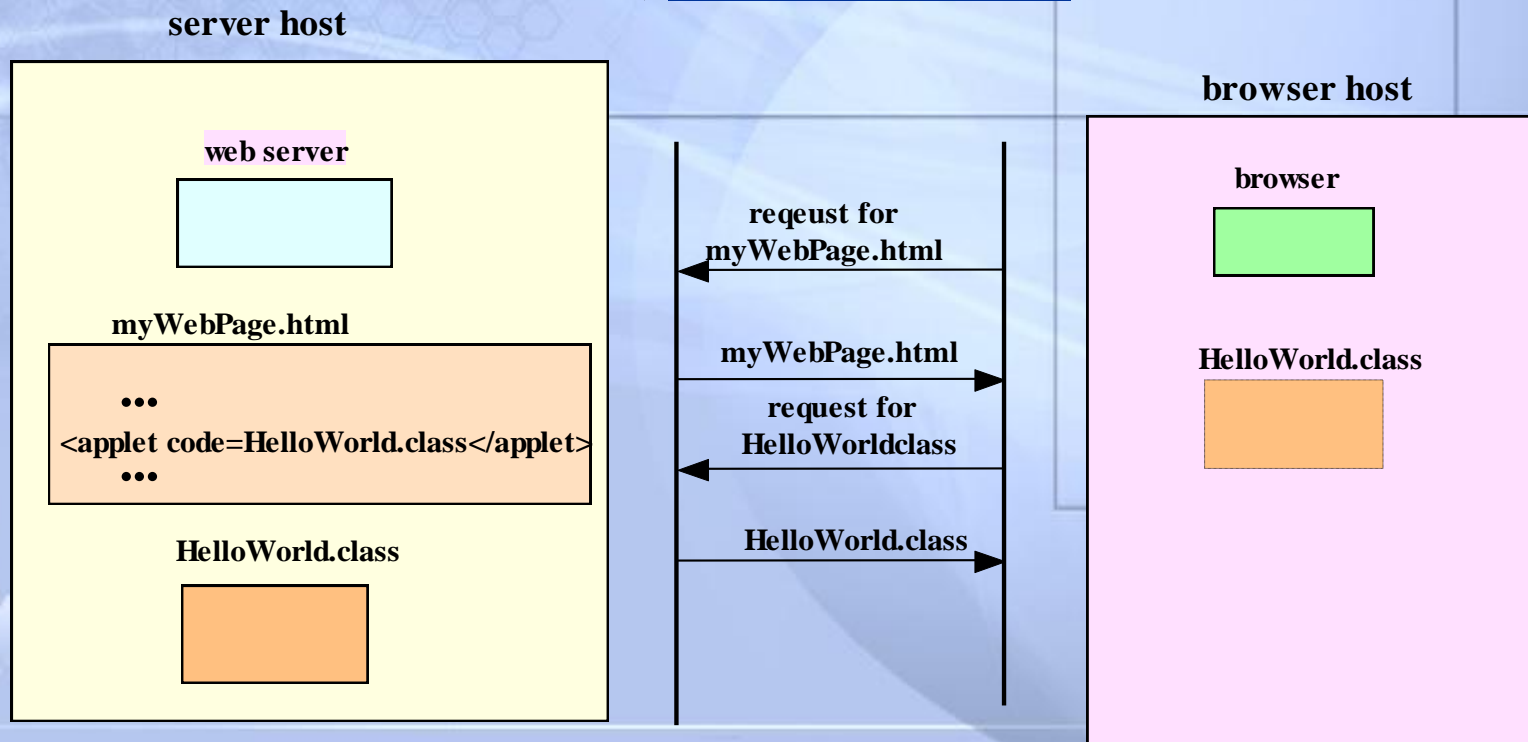 server host
web server
myWebPage.html
•••
<applet code=HelloWorld.class</applet>
•••
HelloWorld.class
reqeust for
myWebPage.html
myWebPage.html
request for
HelloWorldclass
HelloWorld.class
browser host
browser
HelloWorld.class